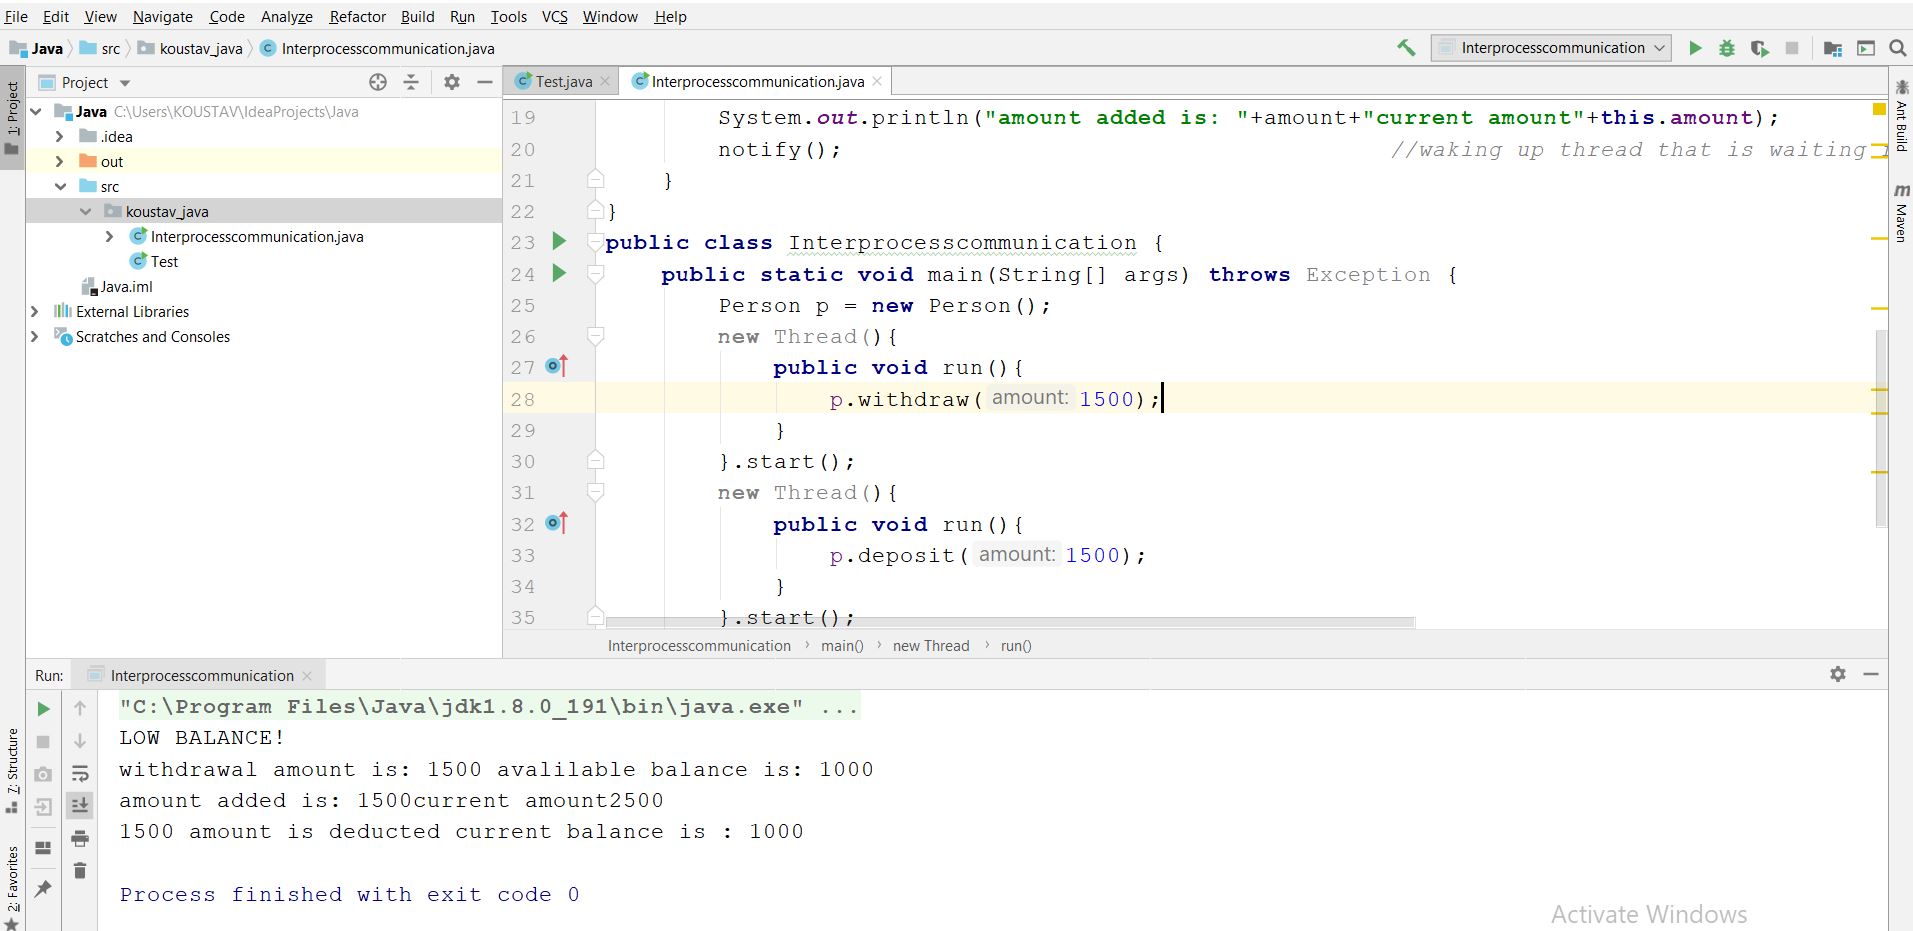 File Edit View Navigate Code Analyze Refactor Build Run Tools VCS Window Help
Java src koustav_java Interprocesscommunication.java
Interprocesscommunication
1: Project
Project
Java C:\Users\KOUSTAV\IdeaProjects\Java
.idea
out
src
koustav_java
Interprocesscommunication.java
Test
Java.iml
External Libraries
Scratches and Consoles
Test.java Interprocesscommunication.java
19 System.out.println("amount added is: "+amount+"current amount"+this.amount);
20 notify(); //waking up thread that is waiting
21 }
22 }
23 public class Interprocesscommunication {
24 public static void main(String[] args) throws Exception {
25 Person p = new Person();
26 new Thread(){
27 public void run(){
28 p.withdraw( amount: 1500);
29 }
30 }.start();
31 new Thread(){
32 public void run(){
33 p.deposit( amount: 1500);
34 }
35 }.start();
Interprocesscommunication main() new Thread run()
Ant Build
m Maven
Run: Interprocesscommunication
7: Structure
2: Favorites
"C:\Program Files\Java\jdk1.8.0_191\bin\java.exe" ...
LOW BALANCE!
withdrawal amount is: 1500 avalilable balance is: 1000
amount added is: 1500current amount2500
1500 amount is deducted current balance is : 1000
Process finished with exit code 0
Activate Windows